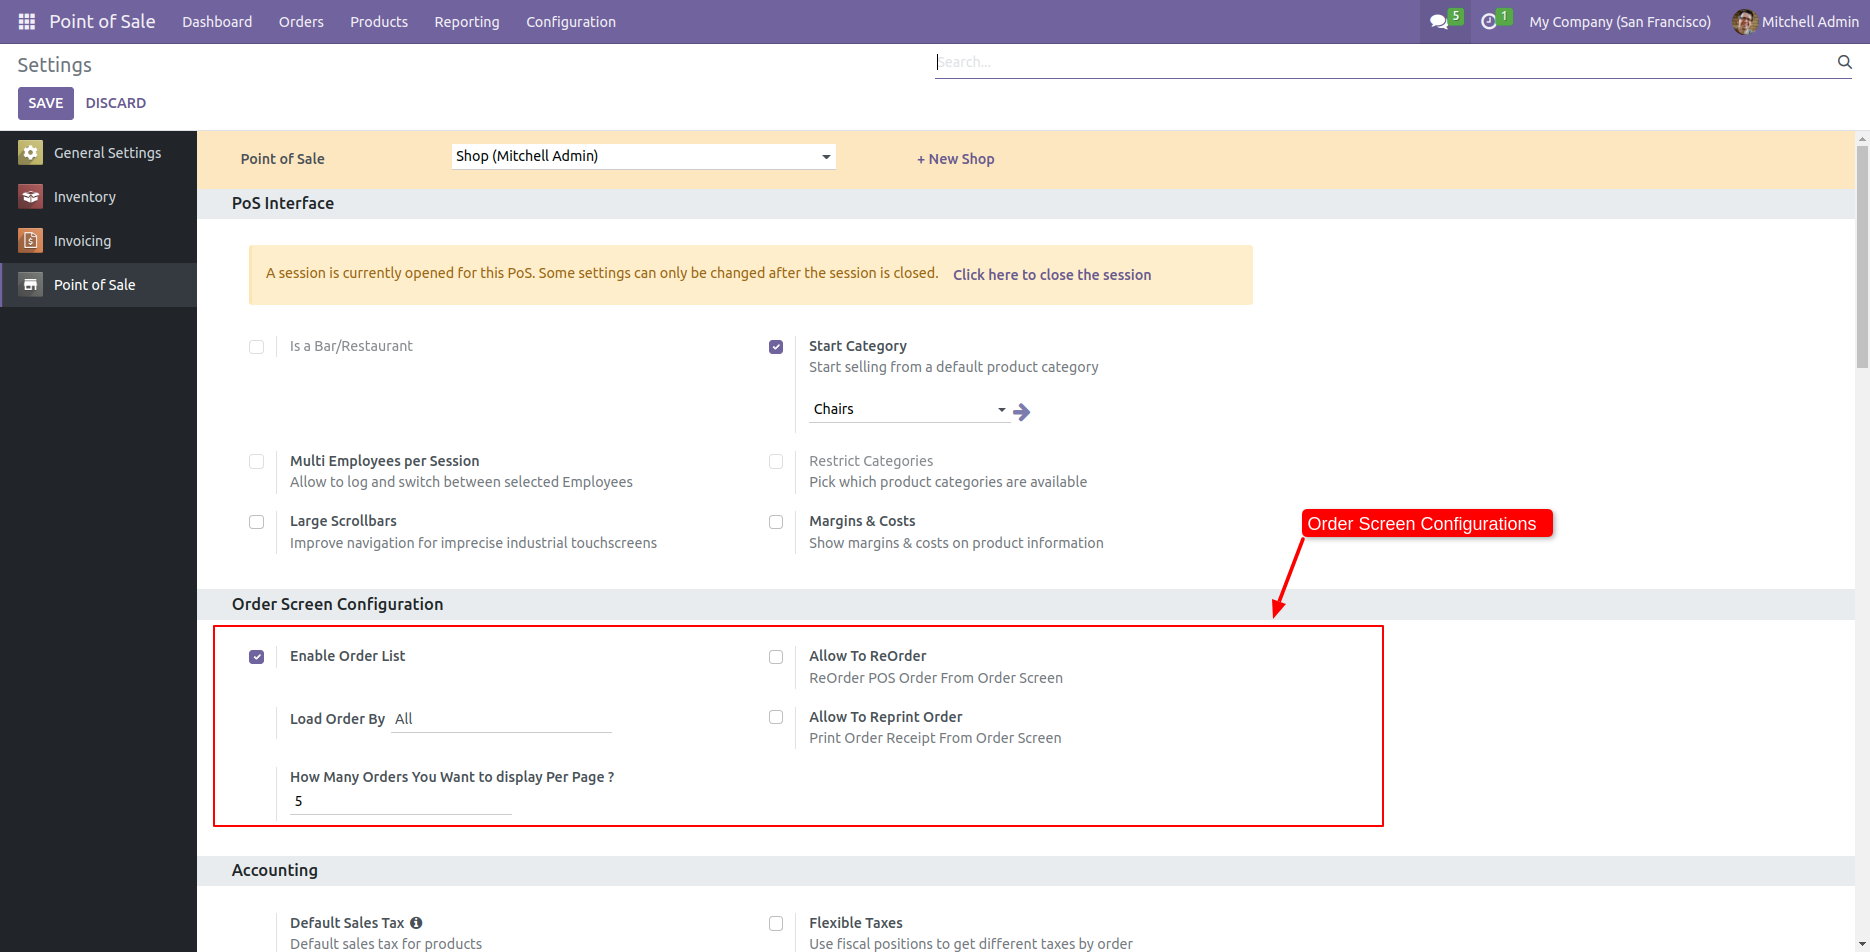 Point of Sale Dashboard Orders Products Reporting Configuration 5 1 My Company (San Francisco) Mitchell Admin
Settings
Search...
SAVE DISCARD
General Settings
Inventory
Invoicing
Point of Sale
Point of Sale Shop (Mitchell Admin) + New Shop
PoS Interface
A session is currently opened for this PoS. Some settings can only be changed after the session is closed. Click here to close the session
Is a Bar/Restaurant
Start Category
Start selling from a default product category
Chairs
Multi Employees per Session
Allow to log and switch between selected Employees
Restrict Categories
Pick which product categories are available
Large Scrollbars
Improve navigation for imprecise industrial touchscreens
Margins & Costs
Show margins & costs on product information
Order Screen Configurations
Order Screen Configuration
Enable Order List
Allow To ReOrder
ReOrder POS Order From Order Screen
Load Order By All
Allow To Reprint Order
Print Order Receipt From Order Screen
How Many Orders You Want to display Per Page ?
5
Accounting
Default Sales Tax
Default sales tax for products
Flexible Taxes
Use fiscal positions to get different taxes by order